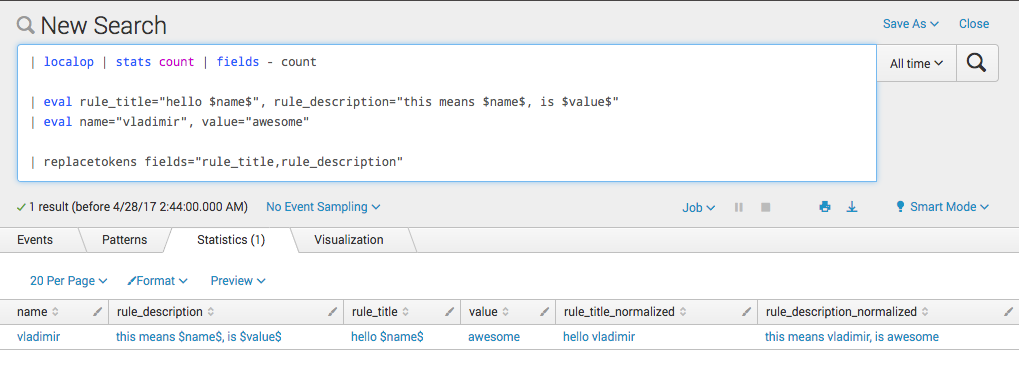 New Search
Save As Close
| localop | stats count | fields - count
All time
| eval rule_title="hello $name$", rule_description="this means $name$, is $value$"
| eval name="vladimir", value="awesome"
| replacetokens fields="rule_title,rule_description"
1 result (before 4/28/17 2:44:00.000 AM) No Event Sampling Job Smart Mode
Events Patterns Statistics (1) Visualization
20 Per Page Format Preview
name rule_description rule_title value rule_title_normalized rule_description_normalized
vladimir this means $name$, is $value$ hello $name$ awesome hello vladimir this means vladimir, is awesome